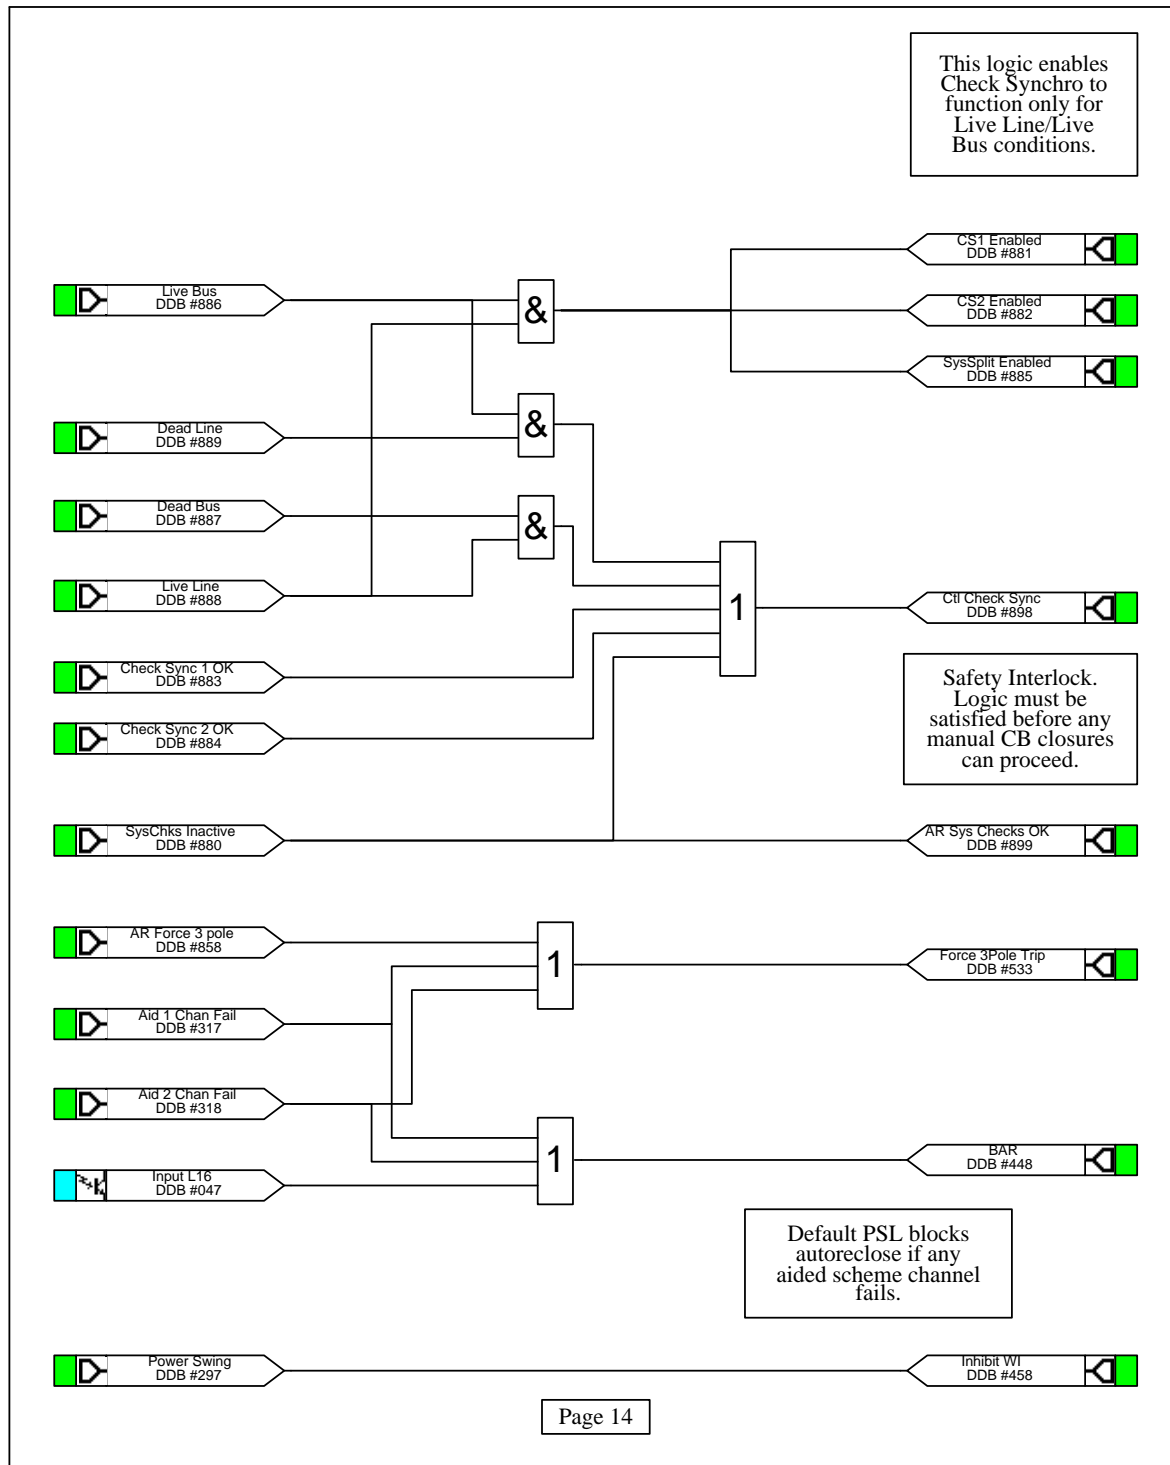 This logic enables
Check Synchro to
function only for
Live Line/Live
Bus conditions.
CS1 Enabled
DDB #881
Live Bus
DDB #886
&
CS2 Enabled
DDB #882
SysSplit Enabled
DDB #885
Dead Line
DDB #889
&
Dead Bus
DDB #887
&
Live Line
DDB #888
1
Ctl Check Sync
DDB #898
Check Sync 1 OK
DDB #883
Safety Interlock.
Logic must be
satisfied before any
manual CB closures
can proceed.
Check Sync 2 OK
DDB #884
SysChks Inactive
DDB #880
AR Sys Checks OK
DDB #899
AR Force 3 pole
DDB #858
1
Force 3Pole Trip
DDB #533
Aid 1 Chan Fail
DDB #317
Aid 2 Chan Fail
DDB #318
1
BAR
DDB #448
Input L16
DDB #047
Default PSL blocks
autoreclose if any
aided scheme channel
fails.
Power Swing
DDB #297
Inhibit WI
DDB #458
Page 14